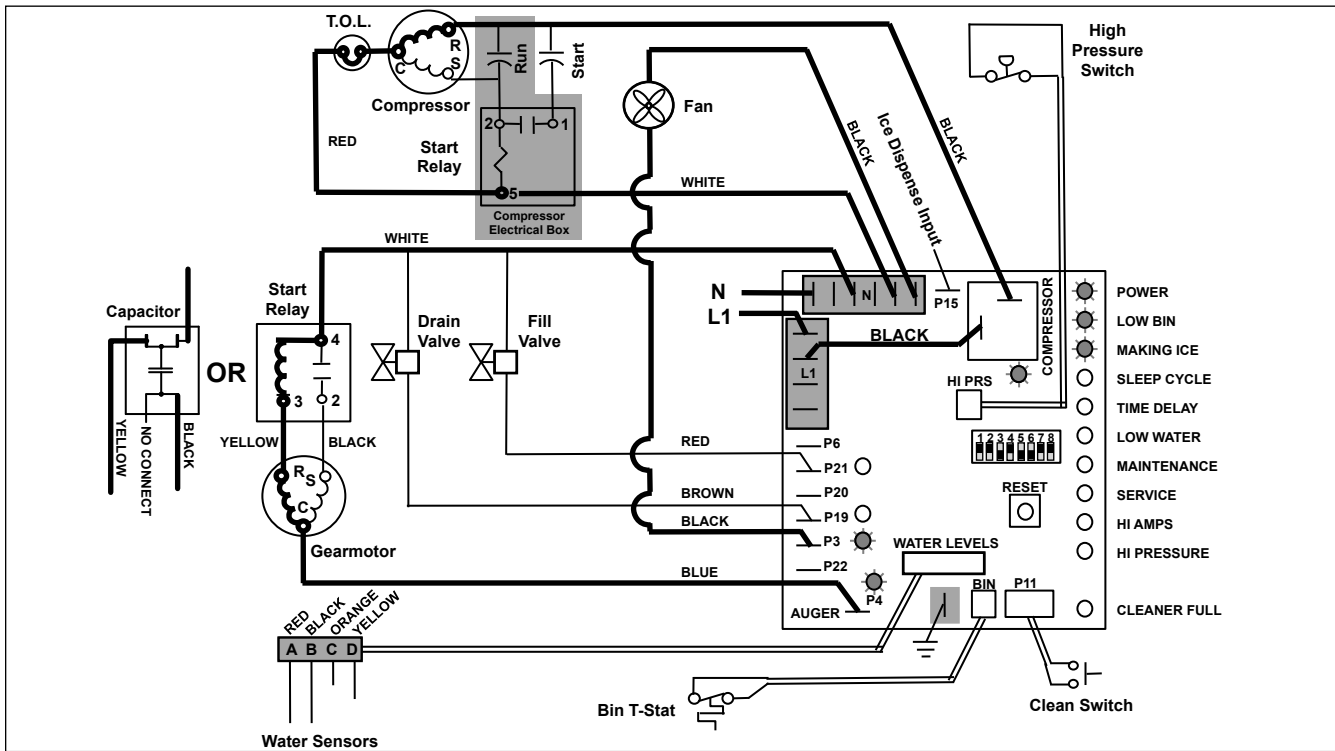 T.O.L.
R
S
C
Compressor
Run
Start
2
1
5
Start
Relay
Compressor
Electrical Box
RED
WHITE
Fan
BLACK
Ice Dispense Input
BLACK
High
Pressure
Switch
WHITE
Capacitor
OR
Start
Relay
4
3
2
YELLOW
NO CONNECT
BLACK
YELLOW
BLACK
R
S
C
Gearmotor
Drain
Valve
Fill
Valve
N
L1
N
P15
L1
BLACK
COMPRESSOR
HI PRS
POWER
LOW BIN
MAKING ICE
SLEEP CYCLE
TIME DELAY
LOW WATER
MAINTENANCE
SERVICE
HI AMPS
HI PRESSURE
CLEANER FULL
1 2 3 4 5 6 7 8
RESET
RED
BROWN
BLACK
BLUE
P6
P21
P20
P19
P3
P22
P4
AUGER
WATER LEVELS
BIN
P11
RED
BLACK
ORANGE
YELLOW
A B C D
Water Sensors
Bin T-Stat
Clean Switch